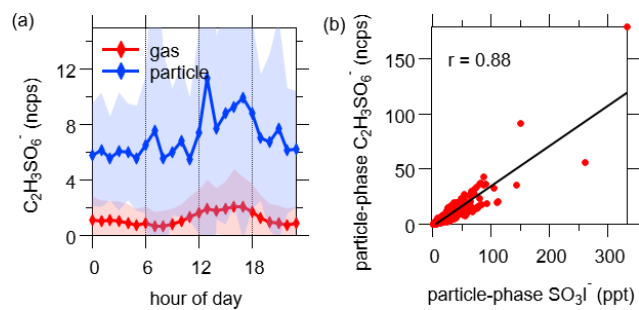 (a)
gas
particle
C₂H₃SO₆⁻ (ncps)
12
8
4
0
0
6
12
18
hour of day
(b)
r = 0.88
particle-phase C₂H₃SO₆⁻ (ncps)
150
100
50
0
0
100
200
300
particle-phase SO₃I⁻ (ppt)